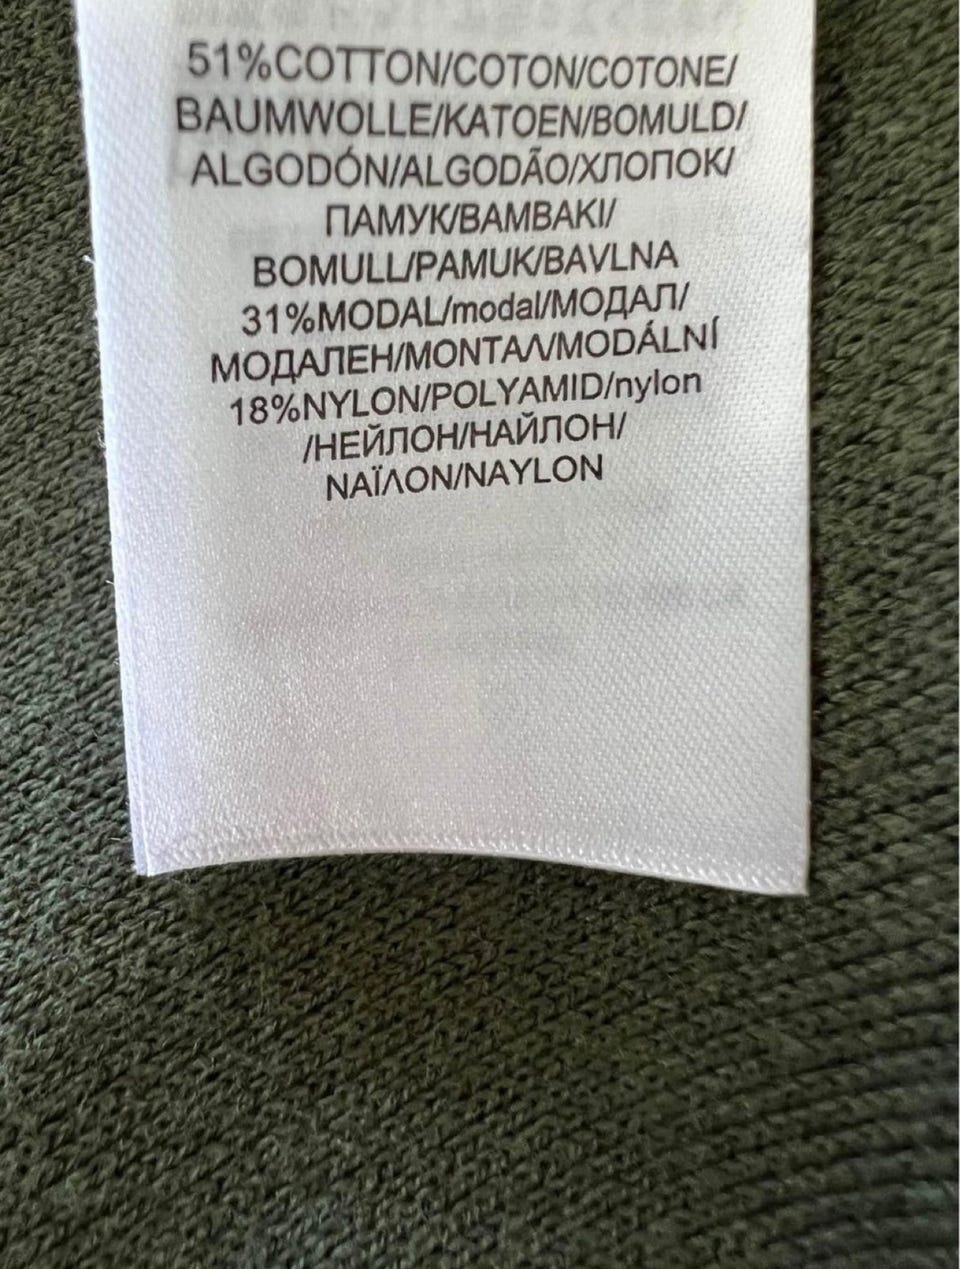 51%COTTON/COTON/COTONE/
BAUMWOLLE/KATOEN/BOMULD/
ALGODÓN/ALGODÃO/ХЛОПОК/
ПАМУК/ΒΑΜΒΑΚΙ/
BOMULL/PAMUK/BAVLNA
31%MODAL/modal/МОДАЛ/
МОДАЛЕН/ΜΟΝΤΑΛ/MODÁLNÍ
18%NYLON/POLYAMID/nylon
/НЕЙЛОН/НАЙЛОН/
ΝΑΪΛΟΝ/NAYLON